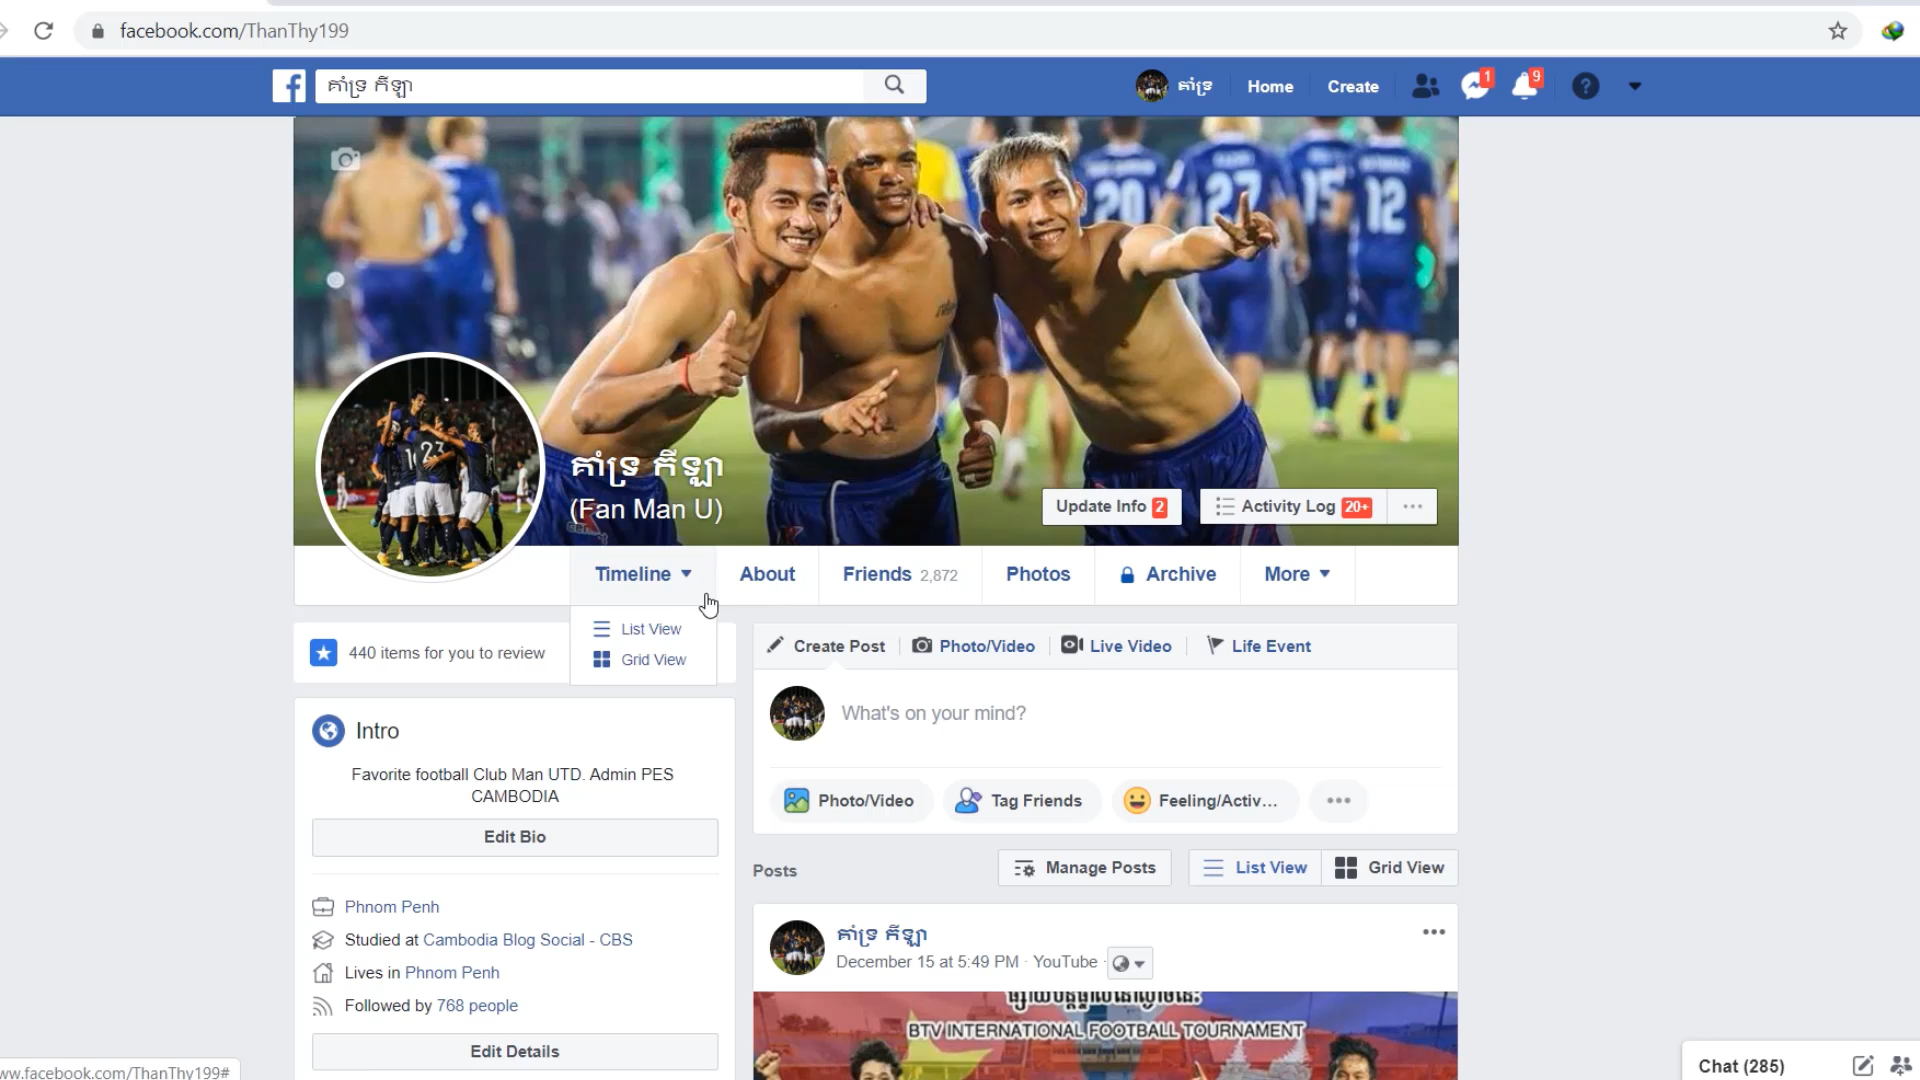 facebook.com/ThanThy199
គាំទ្រ កីឡា
គាំទ្រ
Home
Create
1
9
20
27
15
12
23
គាំទ្រ កីឡា
(Fan Man U)
Update Info 2
Activity Log 20+
Timeline
About
Friends 2,872
Photos
Archive
More
List View
Grid View
440 items for you to review
Create Post
Photo/Video
Live Video
Life Event
Intro
What's on your mind?
Favorite football Club Man UTD. Admin PES
CAMBODIA
Photo/Video
Tag Friends
Feeling/Activ...
Edit Bio
Posts
Manage Posts
List View
Grid View
Phnom Penh
Studied at Cambodia Blog Social - CBS
Lives in Phnom Penh
Followed by 768 people
Edit Details
គាំទ្រ កីឡា
December 15 at 5:49 PM · YouTube ·
BTV INTERNATIONAL FOOTBALL TOURNAMENT
ww.facebook.com/ThanThy199#
Chat (285)